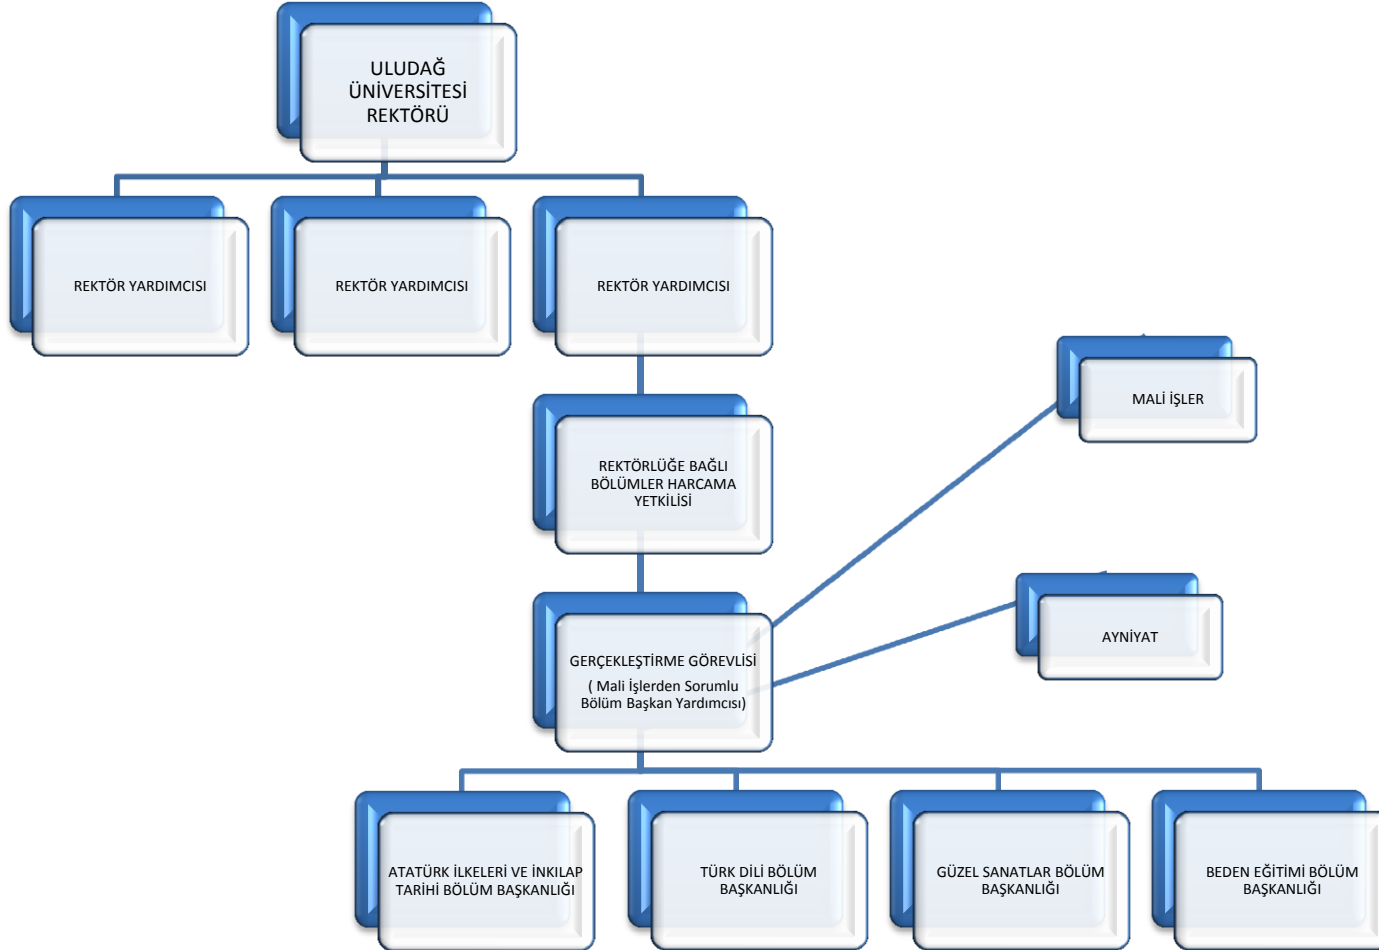 ULUDAĞ
ÜNİVERSİTESİ
REKTÖRÜ
REKTÖR YARDIMCISI
REKTÖR YARDIMCISI
REKTÖR YARDIMCISI
MALİ İŞLER
REKTÖRLÜĞE BAĞLI
BÖLÜMLER HARCAMA
YETKİLİSİ
AYNİYAT
GERÇEKLEŞTİRME GÖREVLİSİ
( Mali İşlerden Sorumlu
Bölüm Başkan Yardımcısı)
ATATÜRK İLKELERİ VE İNKILAP
TARİHİ BÖLÜM BAŞKANLIĞI
TÜRK DİLİ BÖLÜM
BAŞKANLIĞI
GÜZEL SANATLAR BÖLÜM
BAŞKANLIĞI
BEDEN EĞİTİMİ BÖLÜM
BAŞKANLIĞI